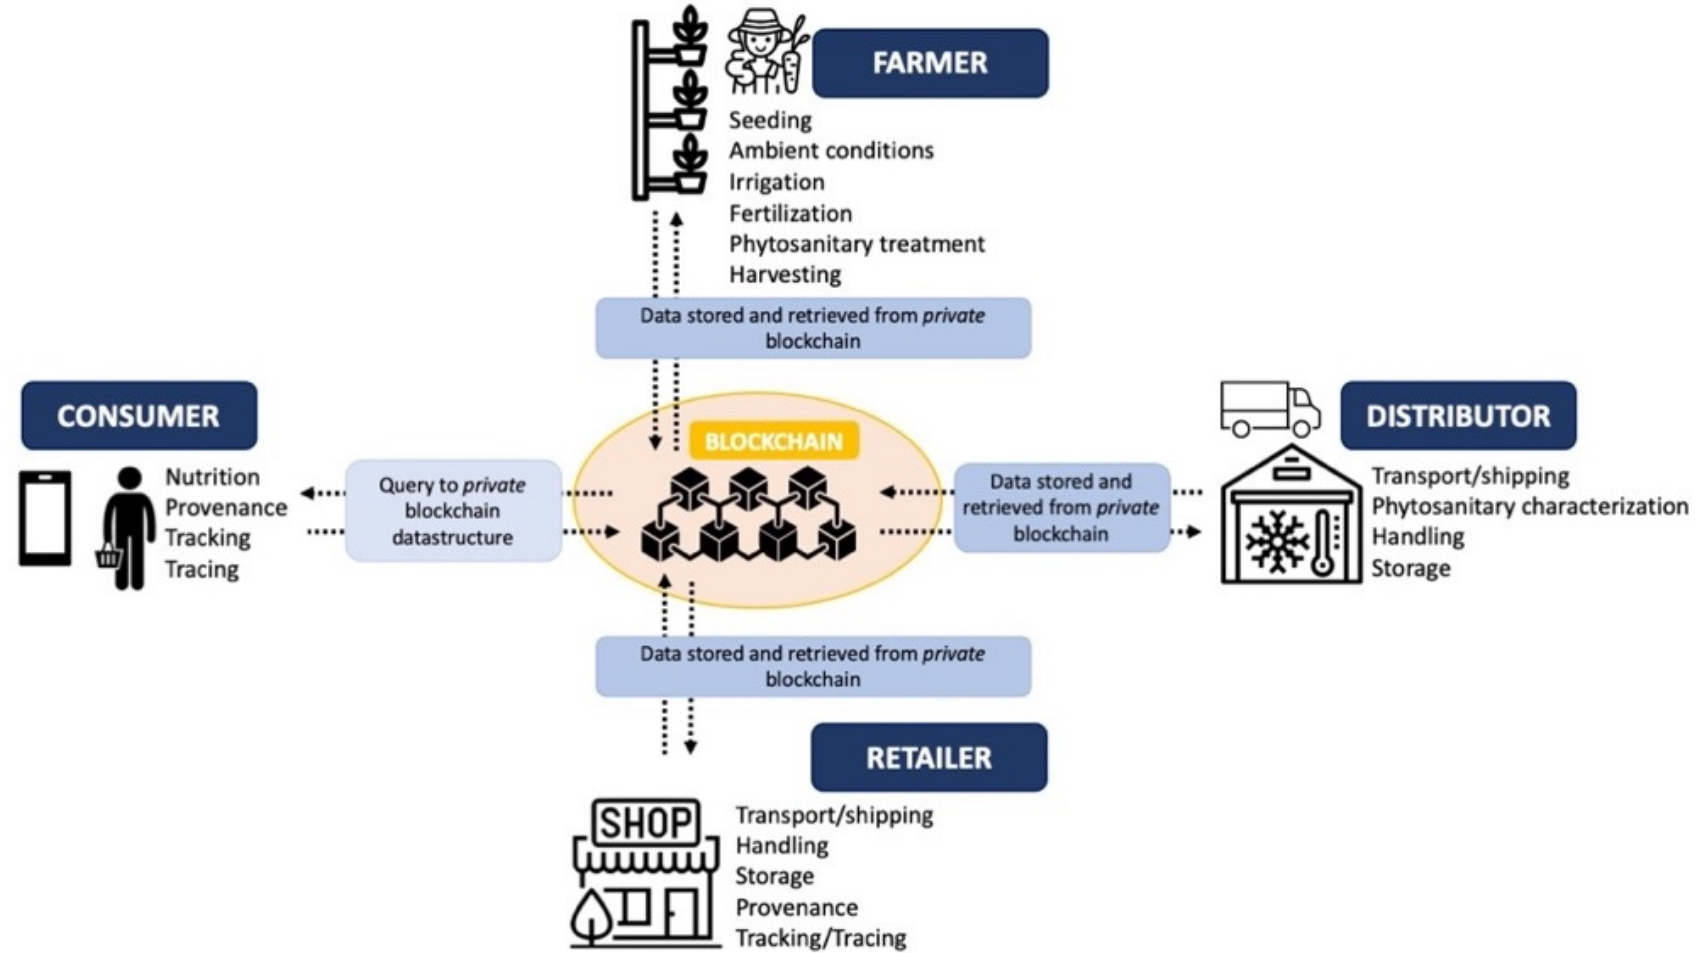 FARMER
Seeding
Ambient conditions
Irrigation
Fertilization
Phytosanitary treatment
Harvesting
Data stored and retrieved from private
blockchain
CONSUMER
Nutrition
Provenance
Tracking
Tracing
Query to private
blockchain
datastructure
BLOCKCHAIN
Data stored and
retrieved from private
blockchain
DISTRIBUTOR
Transport/shipping
Phytosanitary characterization
Handling
Storage
Data stored and retrieved from private
blockchain
RETAILER
SHOP
Transport/shipping
Handling
Storage
Provenance
Tracking/Tracing